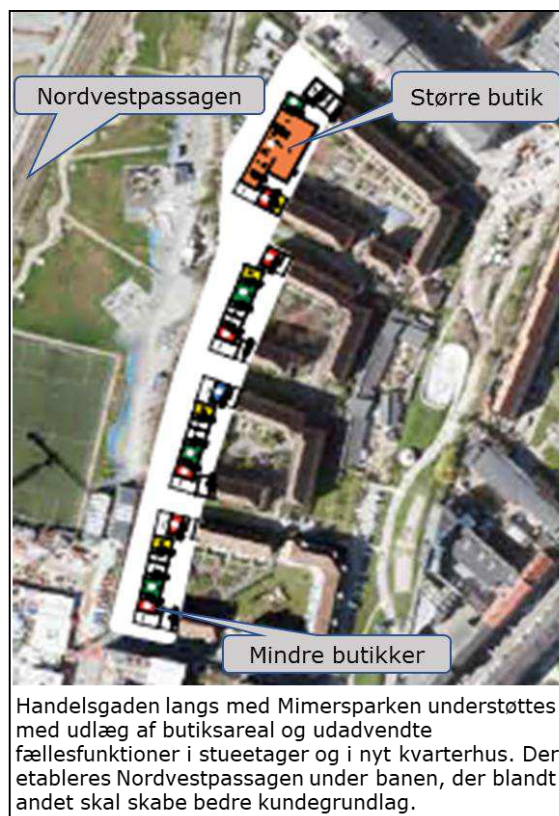 Nordvestpassagen
Større butik
Mindre butikker
Handelsgaden langs med Mimersparken understøttes
med udlæg af butiksareal og udadvendte
fællesfunktioner i stueetager og i nyt kvarterhus. Der
etableres Nordvestpassagen under banen, der blandt
andet skal skabe bedre kundegrundlag.